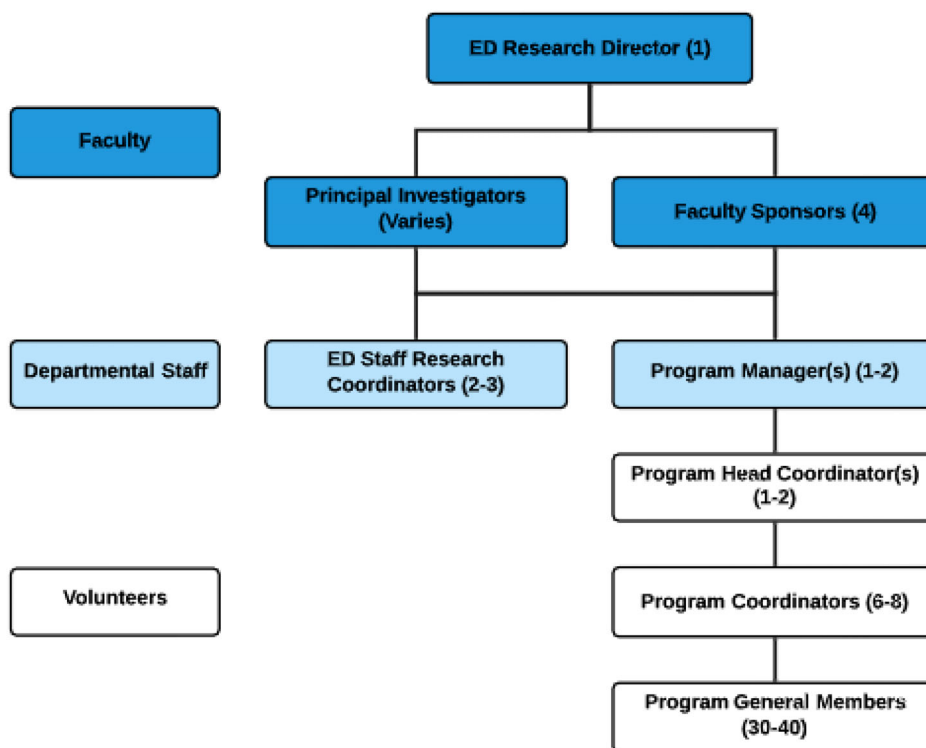 ED Research Director (1)
Faculty
Principal Investigators
(Varies)
Faculty Sponsors (4)
Departmental Staff
ED Staff Research
Coordinators (2-3)
Program Manager(s) (1-2)
Program Head Coordinator(s)
(1-2)
Volunteers
Program Coordinators (6-8)
Program General Members
(30-40)